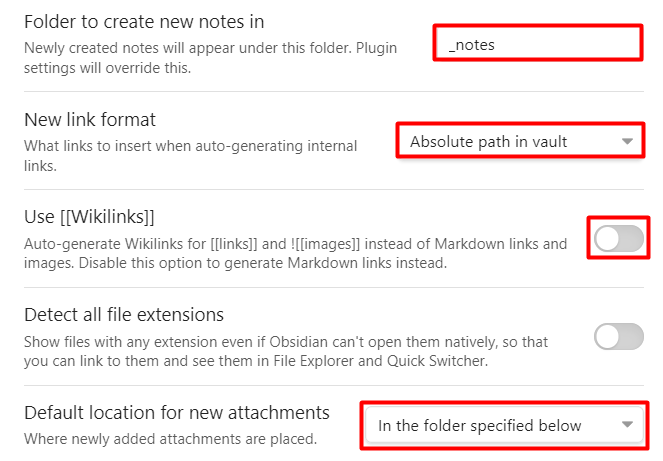 Folder to create new notes in
Newly created notes will appear under this folder. Plugin
settings will override this.
_notes
New link format
What links to insert when auto-generating internal
links.
Absolute path in vault
Use [[Wikilinks]]
Auto-generate Wikilinks for [[links]] and ![[images]] instead of Markdown links and
images. Disable this option to generate Markdown links instead.
Detect all file extensions
Show files with any extension even if Obsidian can't open them natively, so that
you can link to them and see them in File Explorer and Quick Switcher.
Default location for new attachments
Where newly added attachments are placed.
In the folder specified below